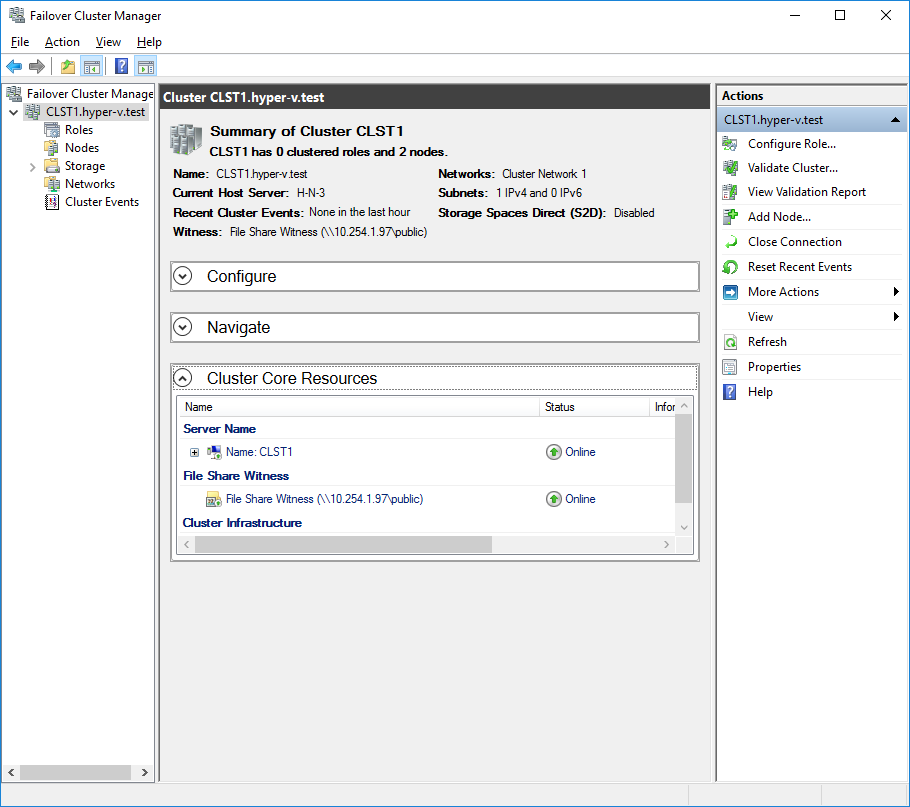 Failover Cluster Manager
File Action View Help
Failover Cluster Manage
CLST1.hyper-v.test
Roles
Nodes
Storage
Networks
Cluster Events
Cluster CLST1.hyper-v.test
Summary of Cluster CLST1
CLST1 has 0 clustered roles and 2 nodes.
Name: CLST1.hyper-v.test
Networks: Cluster Network 1
Current Host Server: H-N-3
Subnets: 1 IPv4 and 0 IPv6
Recent Cluster Events: None in the last hour
Storage Spaces Direct (S2D): Disabled
Witness: File Share Witness (\\10.254.1.97\public)
Configure
Navigate
Cluster Core Resources
Name Status Infor
Server Name
Name: CLST1 Online
File Share Witness
File Share Witness (\\10.254.1.97\public) Online
Cluster Infrastructure
Actions
CLST1.hyper-v.test
Configure Role...
Validate Cluster...
View Validation Report
Add Node...
Close Connection
Reset Recent Events
More Actions
View
Refresh
Properties
Help